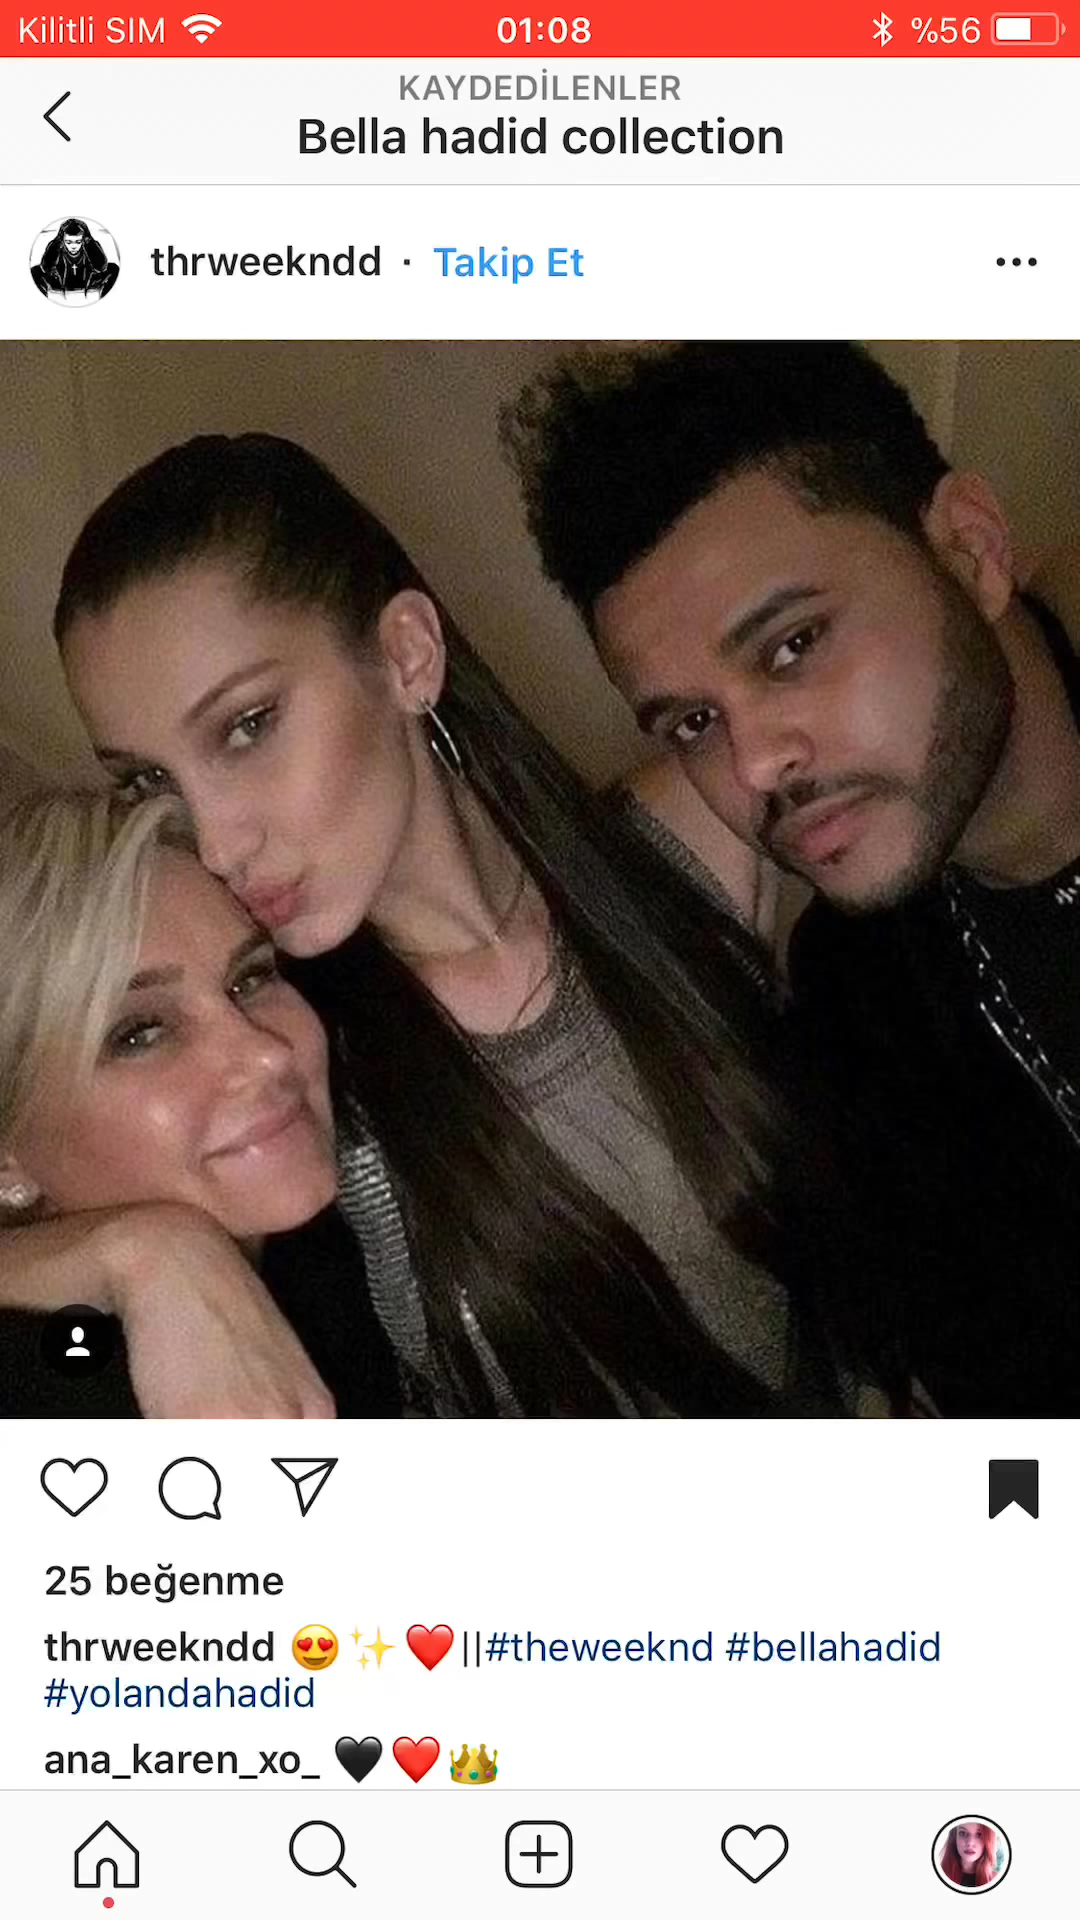 Kilitli SIM 01:08 %56
KAYDEDİLENLER
Bella hadid collection
thrweekndd · Takip Et
25 beğenme
thrweekndd 😍✨❤️||#theweeknd #bellahadid
#yolandahadid
ana_karen_xo_ 🖤❤️👑